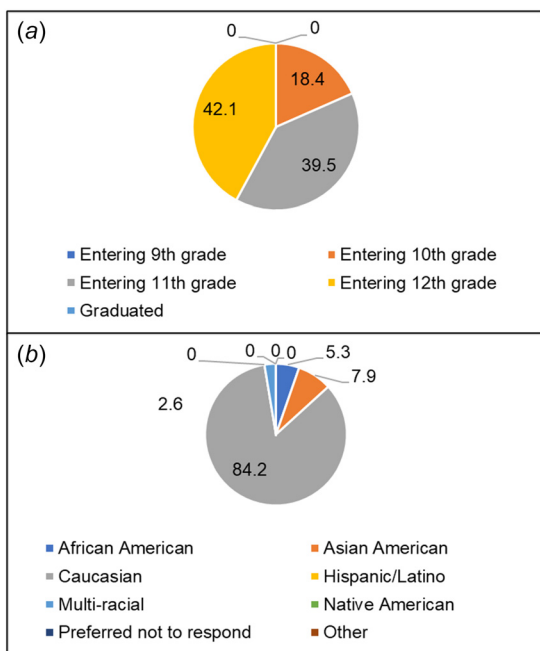 (a)
0 0
18.4
42.1
39.5
Entering 9th grade Entering 10th grade
Entering 11th grade Entering 12th grade
Graduated
(b)
0 0 0 5.3
7.9
2.6
84.2
African American Asian American
Caucasian Hispanic/Latino
Multi-racial Native American
Preferred not to respond Other